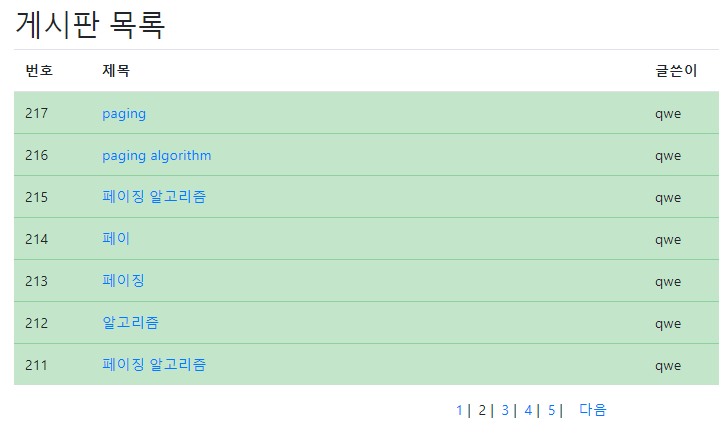 게시판 목록
번호 제목 글쓴이
217 paging qwe
216 paging algorithm qwe
215 페이징 알고리즘 qwe
214 페이 qwe
213 페이징 qwe
212 알고리즘 qwe
211 페이징 알고리즘 qwe
1 | 2 | 3 | 4 | 5 | 다음